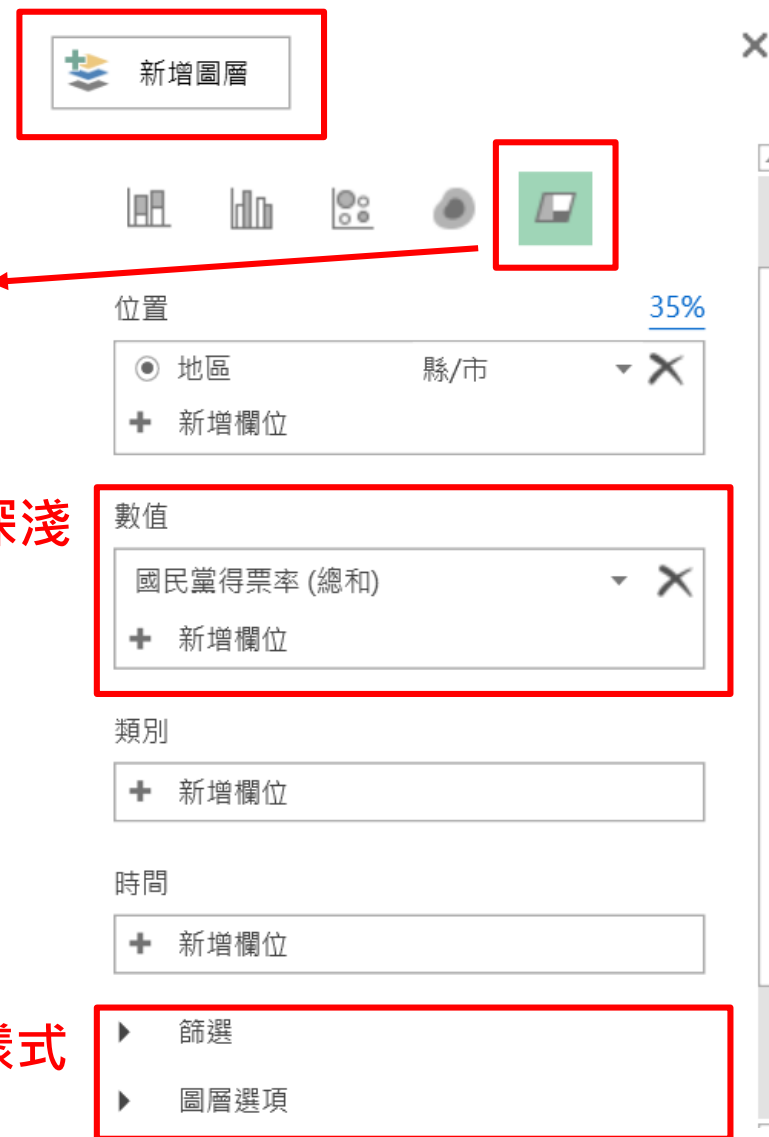 新增圖層
位置 35%
地區 縣/市
新增欄位
深淺
數值
國民黨得票率 (總和)
新增欄位
類別
新增欄位
時間
新增欄位
樣式
篩選
圖層選項